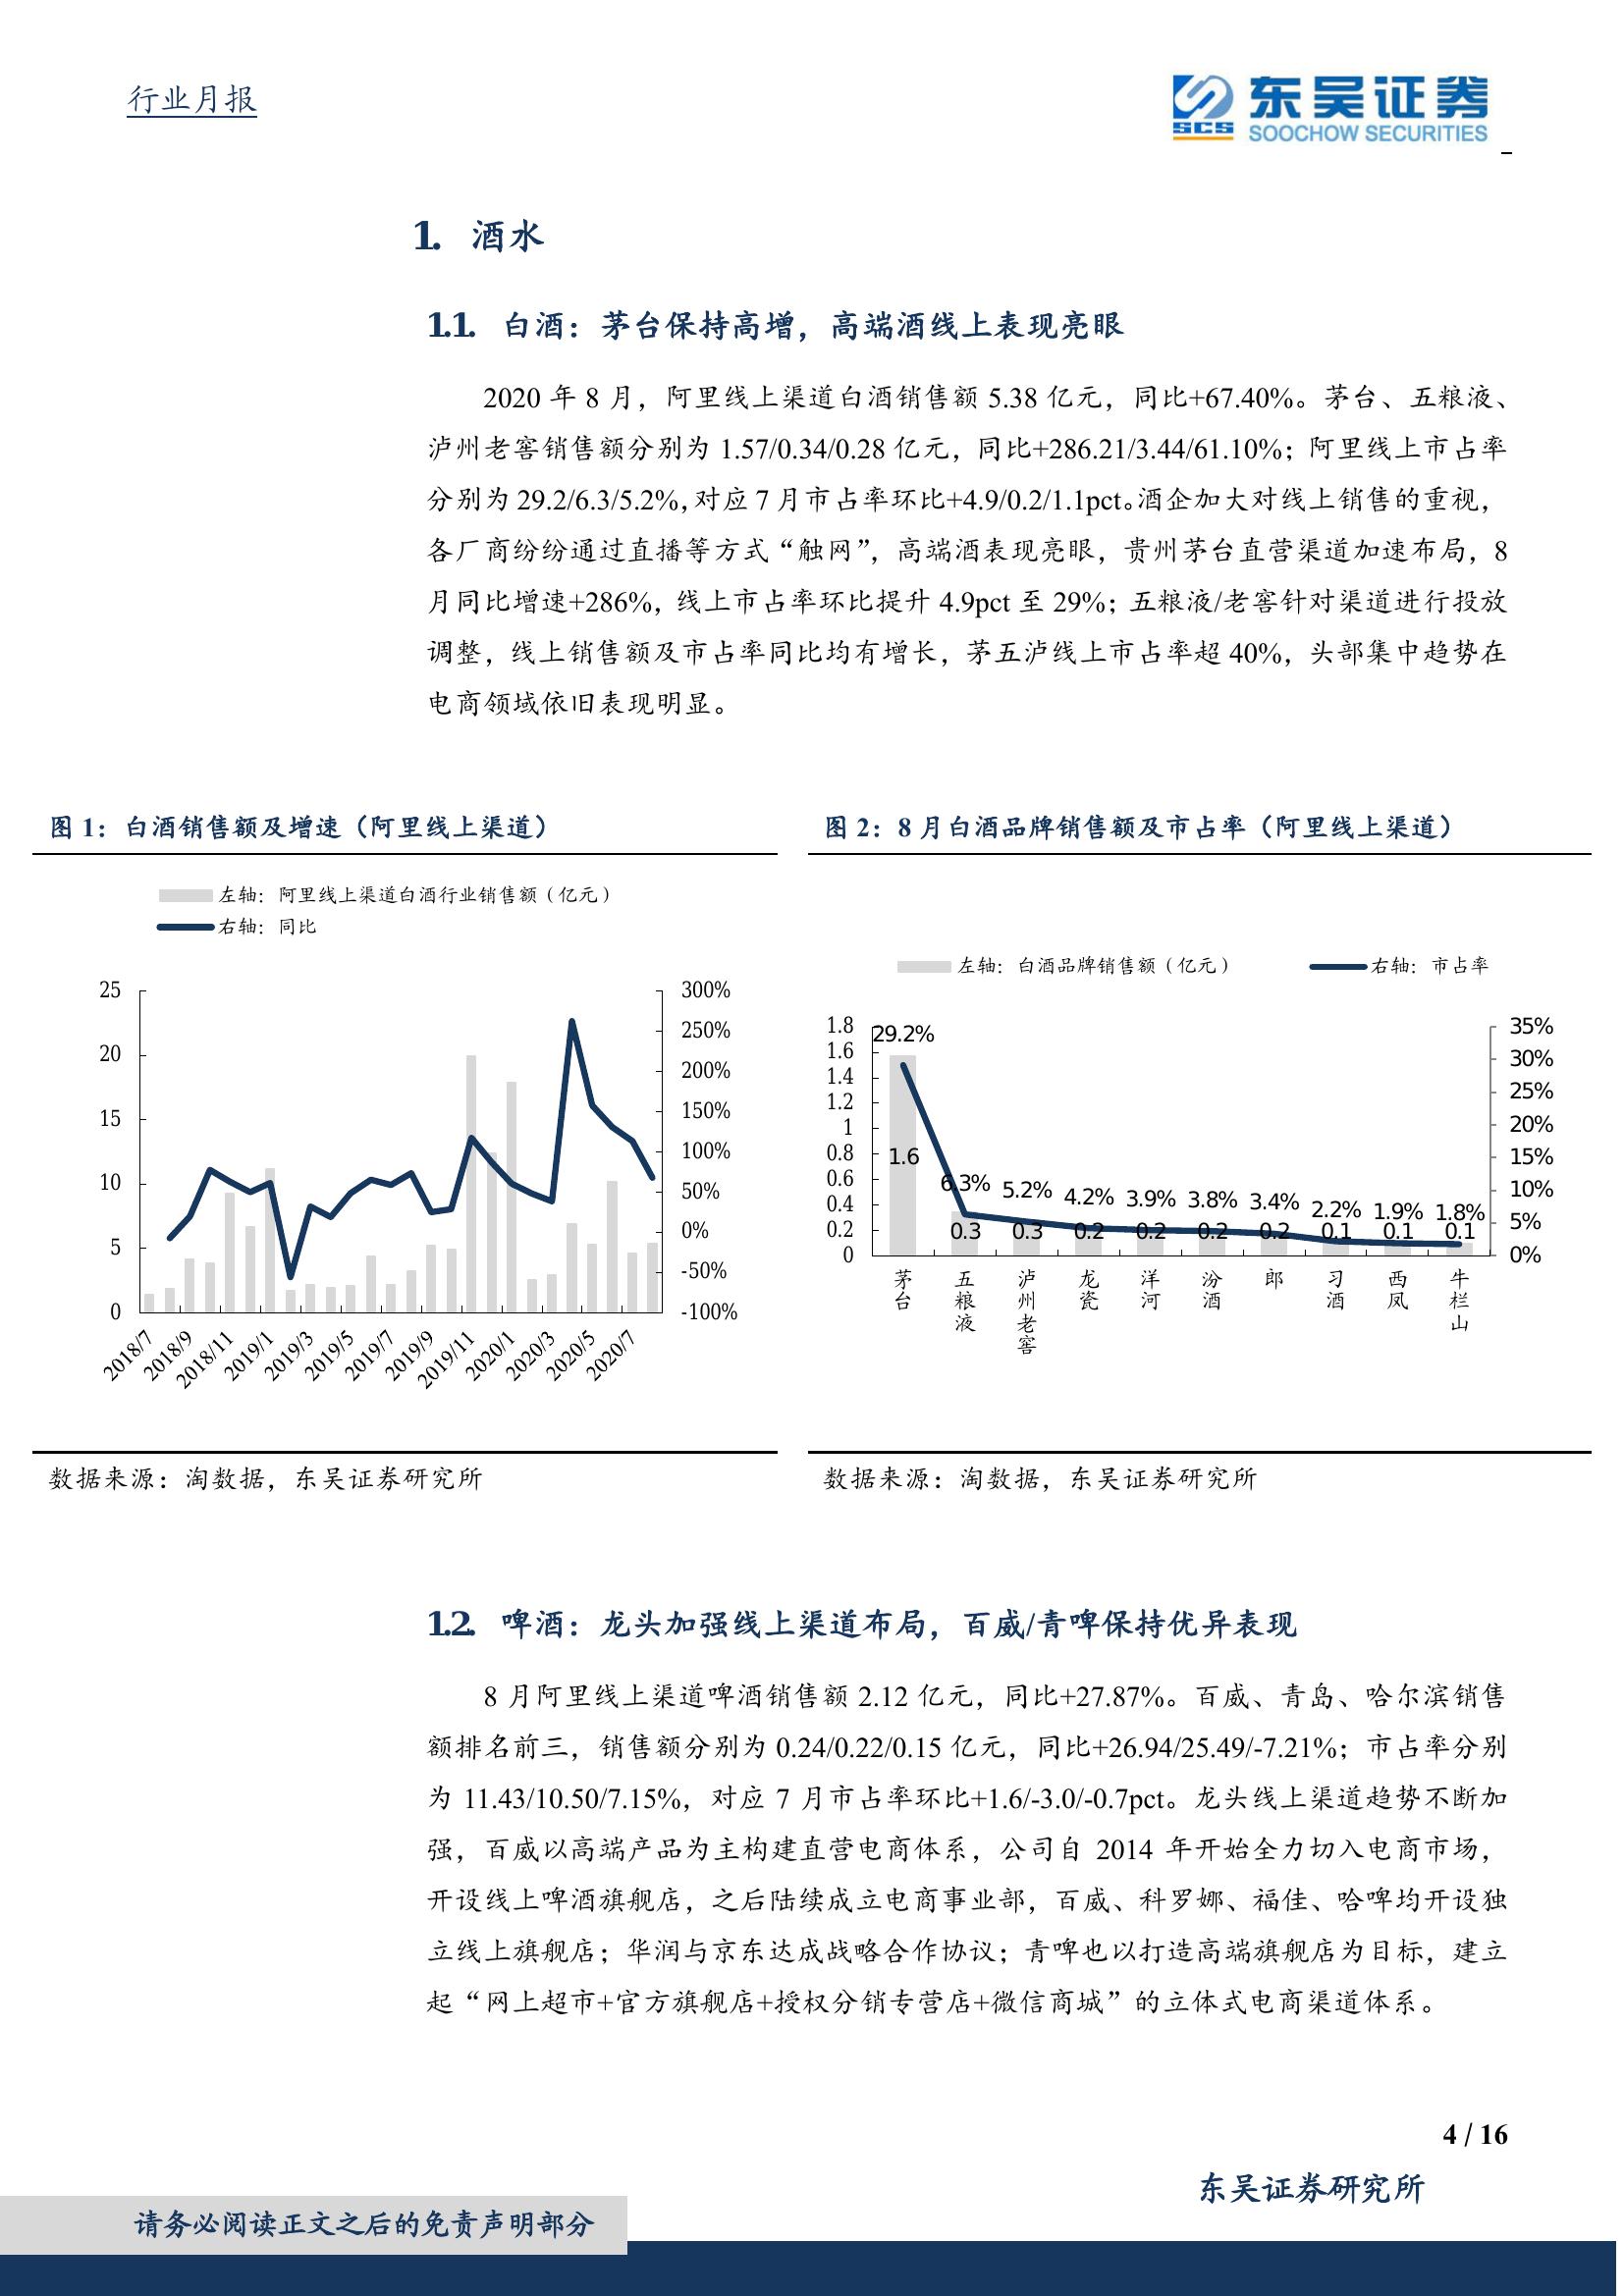 行业月报
东吴证券
SCS
SOOCHOW SECURITIES
1. 酒水
1.1. 白酒：茅台保持高增，高端酒线上表现亮眼
2020 年 8 月，阿里线上渠道白酒销售额 5.38 亿元，同比+67.40%。茅台、五粮液、
泸州老窖销售额分别为 1.57/0.34/0.28 亿元，同比+286.21/3.44/61.10%；阿里线上市占率
分别为 29.2/6.3/5.2%，对应 7 月市占率环比+4.9/0.2/1.1pct。酒企加大对线上销售的重视，
各厂商纷纷通过直播等方式“触网”，高端酒表现亮眼，贵州茅台直营渠道加速布局，8
月同比增速+286%，线上市占率环比提升 4.9pct 至 29%；五粮液/老窖针对渠道进行投放
调整，线上销售额及市占率同比均有增长，茅五泸线上市占率超 40%，头部集中趋势在
电商领域依旧表现明显。
图 1：白酒销售额及增速（阿里线上渠道）
左轴：阿里线上渠道白酒行业销售额（亿元）
右轴：同比
25
20
15
10
5
0
300%
250%
200%
150%
100%
50%
0%
-50%
-100%
2018/7
2018/9
2018/11
2019/1
2019/3
2019/5
2019/7
2019/9
2019/11
2020/1
2020/3
2020/5
2020/7
数据来源：淘数据，东吴证券研究所
图 2：8 月白酒品牌销售额及市占率（阿里线上渠道）
左轴：白酒品牌销售额（亿元）
右轴：市占率
1.8
1.6
1.4
1.2
1
0.8
0.6
0.4
0.2
0
29.2%
6.3%
5.2%
4.2%
3.9%
3.8%
3.4%
2.2%
1.9%
1.8%
1.6
0.3
0.3
0.2
0.2
0.2
0.2
0.1
0.1
0.1
35%
30%
25%
20%
15%
10%
5%
0%
茅台
五粮液
泸州老窖
龙瓷
洋河
汾酒
郎
习酒
西凤
牛栏山
数据来源：淘数据，东吴证券研究所
1.2. 啤酒：龙头加强线上渠道布局，百威/青啤保持优异表现
8 月阿里线上渠道啤酒销售额 2.12 亿元，同比+27.87%。百威、青岛、哈尔滨销售
额排名前三，销售额分别为 0.24/0.22/0.15 亿元，同比+26.94/25.49/-7.21%；市占率分别
为 11.43/10.50/7.15%，对应 7 月市占率环比+1.6/-3.0/-0.7pct。龙头线上渠道趋势不断加
强，百威以高端产品为主构建直营电商体系，公司自 2014 年开始全力切入电商市场，
开设线上啤酒旗舰店，之后陆续成立电商事业部，百威、科罗娜、福佳、哈啤均开设独
立线上旗舰店；华润与京东达成战略合作协议；青啤也以打造高端旗舰店为目标，建立
起“网上超市+官方旗舰店+授权分销专营店+微信商城”的立体式电商渠道体系。
4 / 16
东吴证券研究所
请务必阅读正文之后的免责声明部分